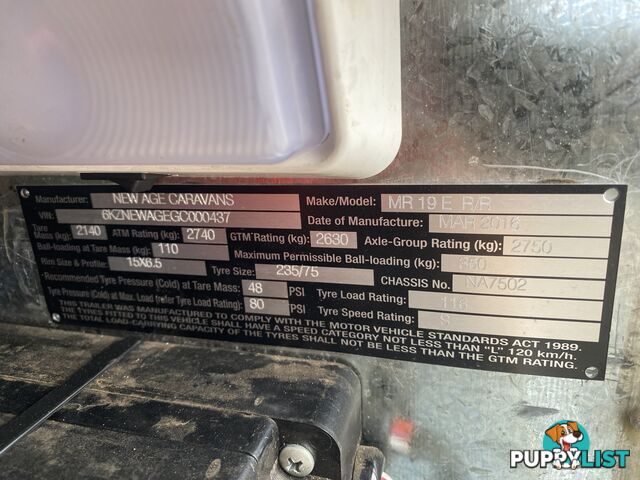 Manufacturer: NEW AGE CARAVANS Make/Model: MR 19 E R/R
VIN: 6KZNEWAGEGC000437 Date of Manufacture: MAR 2016
Tare Mass(kg): 2140 ATM Rating (kg): 2740 GTM Rating (kg): 2630 Axle-Group Rating (kg): 2750
Ball-loading at Tare Mass (kg): 110 Maximum Permissible Ball-loading (kg): 350
Rim Size & Profile: 15X6.5 Tyre Size: 235/75 CHASSIS No. NA7502
Recommended Tyre Pressure (Cold) at Tare Mass: 48 PSI Tyre Load Rating: 116
Tyre Pressure (Cold) at Max. Load (refer Tyre Load Rating): 80 PSI Tyre Speed Rating: S
THIS TRAILER WAS MANUFACTURED TO COMPLY WITH THE MOTOR VEHICLE STANDARDS ACT 1989.
THE TYRES FITTED TO THIS VEHICLE SHALL HAVE A SPEED CATEGORY NOT LESS THAN "L" 120 km/h.
THE TOTAL LOAD-CARRYING CAPACITY OF THE TYRES SHALL NOT BE LESS THAN THE GTM RATING.
PUPPYLIST